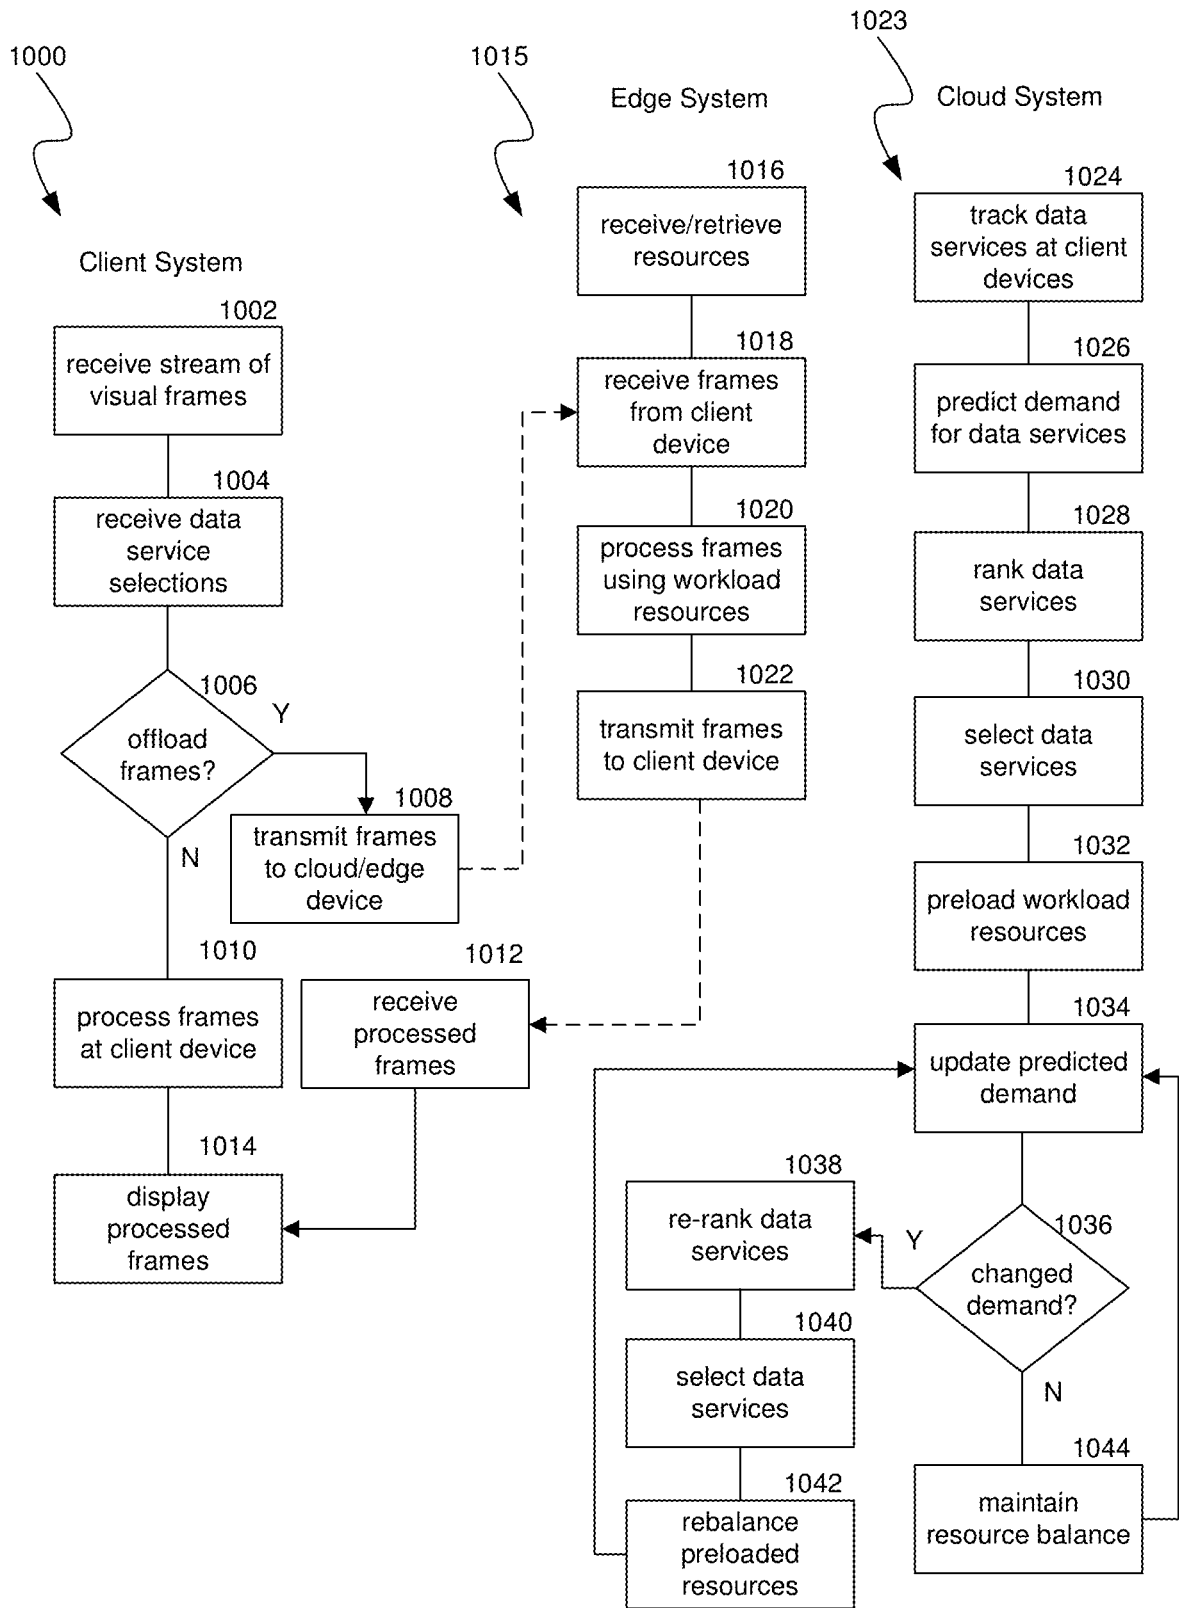 1000
Client System
1002
receive stream of
visual frames
1004
receive data
service
selections
1006
offload
frames?
Y
N
1008
transmit frames
to cloud/edge
device
1010
process frames
at client device
1012
receive
processed
frames
1014
display
processed
frames
1015
Edge System
1016
receive/retrieve
resources
1018
receive frames
from client
device
1020
process frames
using workload
resources
1022
transmit frames
to client device
1023
Cloud System
1024
track data
services at client
devices
1026
predict demand
for data services
1028
rank data
services
1030
select data
services
1032
preload workload
resources
1034
update predicted
demand
1036
changed
demand?
Y
N
1038
re-rank data
services
1040
select data
services
1042
rebalance
preloaded
resources
1044
maintain
resource balance